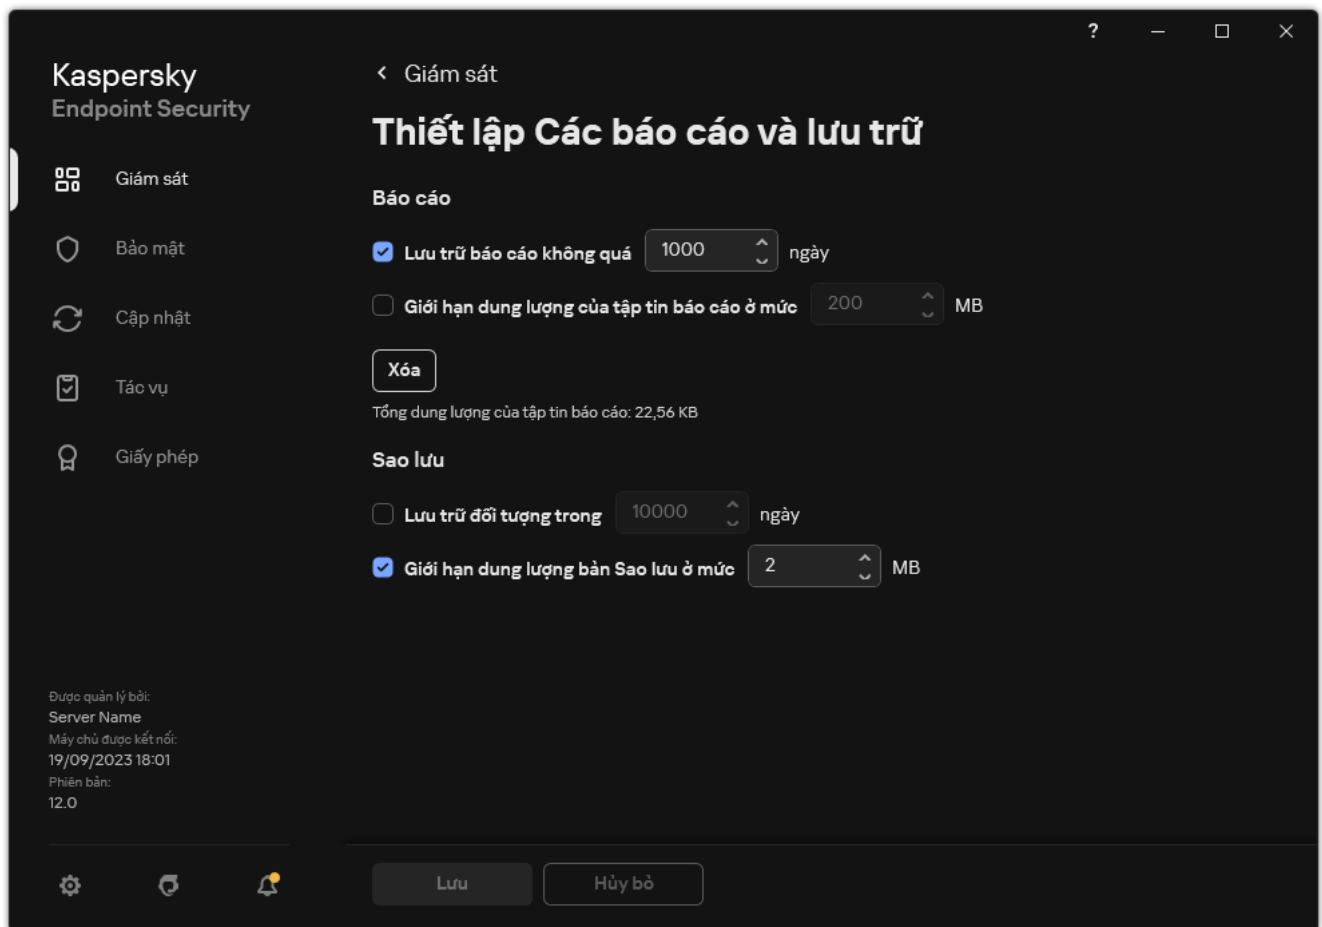 ?
Kaspersky
Endpoint Security
Giám sát
Bảo mật
Cập nhật
Tác vụ
Giấy phép
Được quản lý bởi:
Server Name
Máy chủ được kết nối:
19/09/2023 18:01
Phiên bản:
12.0
Giám sát
Thiết lập Các báo cáo và lưu trữ
Báo cáo
Lưu trữ báo cáo không quá 1000 ngày
Giới hạn dung lượng của tập tin báo cáo ở mức 200 MB
Xóa
Tổng dung lượng của tập tin báo cáo: 22,56 KB
Sao lưu
Lưu trữ đối tượng trong 10000 ngày
Giới hạn dung lượng bản Sao lưu ở mức 2 MB
Lưu Hủy bỏ